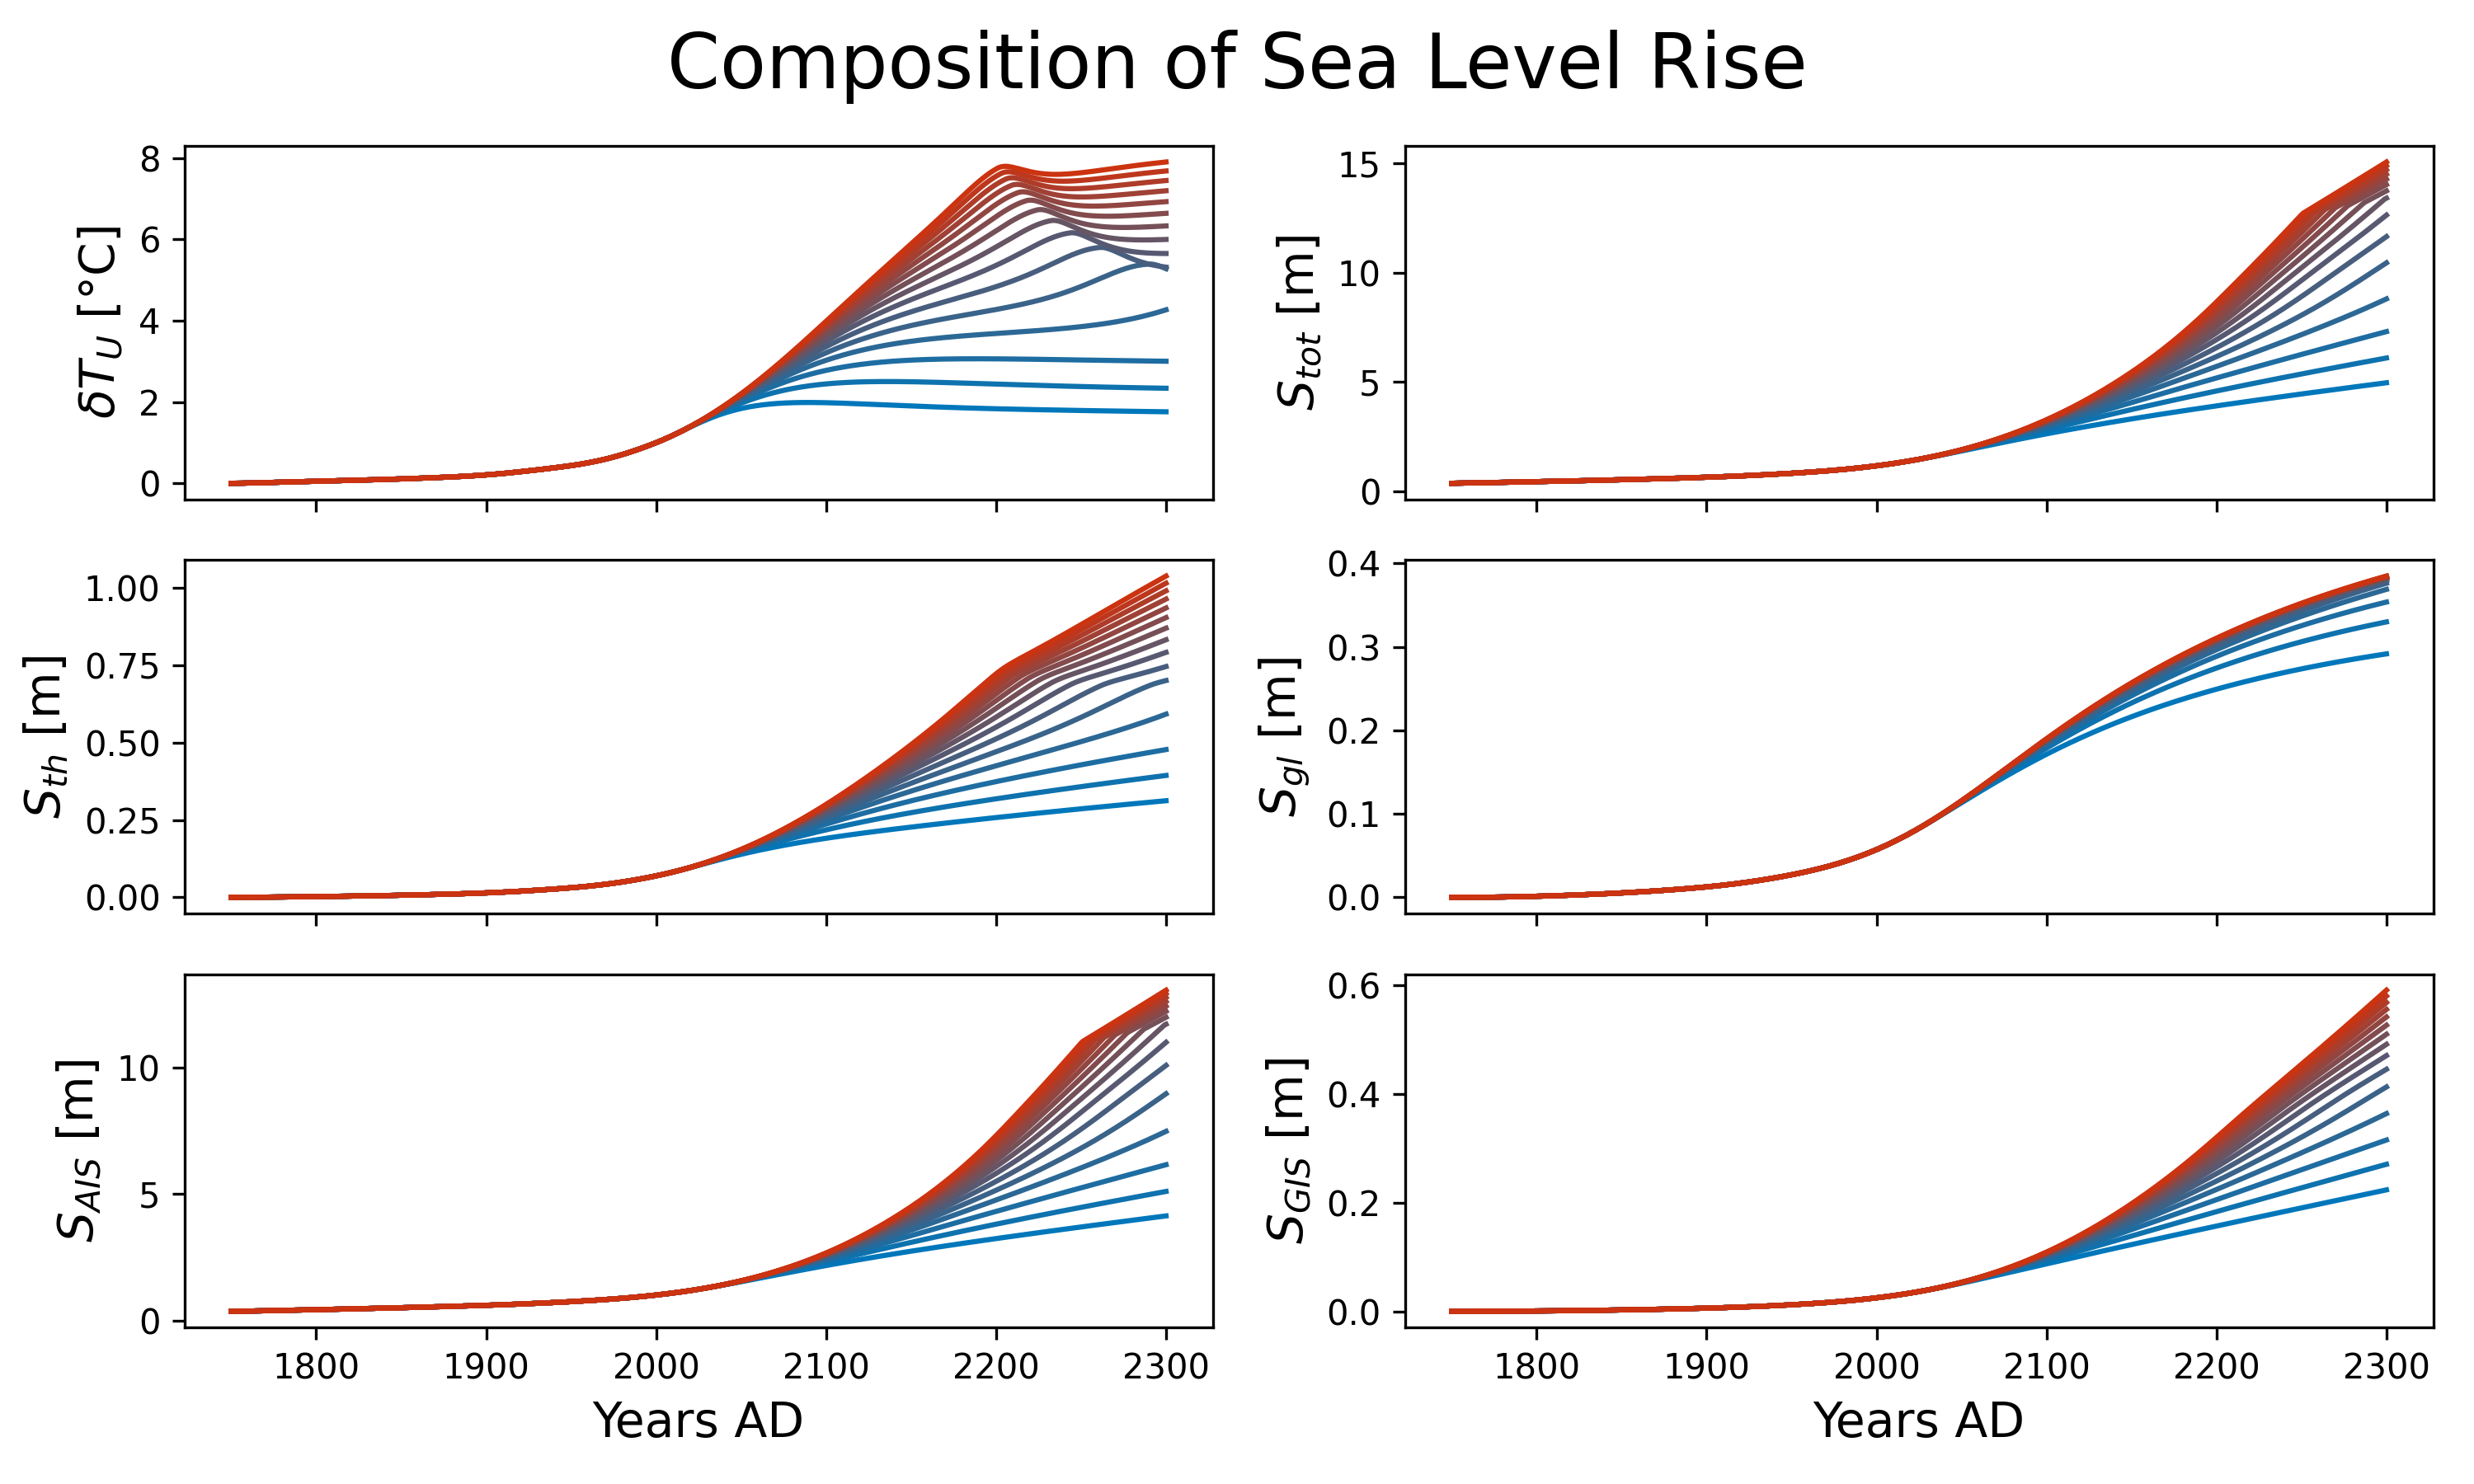 Composition of Sea Level Rise
δT_U [°C]
8
6
4
2
0
S_tot [m]
15
10
5
0
S_th [m]
1.00
0.75
0.50
0.25
0.00
S_gl [m]
0.4
0.3
0.2
0.1
0.0
S_AIS [m]
10
5
0
1800 1900 2000 2100 2200 2300
Years AD
S_GIS [m]
0.6
0.4
0.2
0.0
1800 1900 2000 2100 2200 2300
Years AD